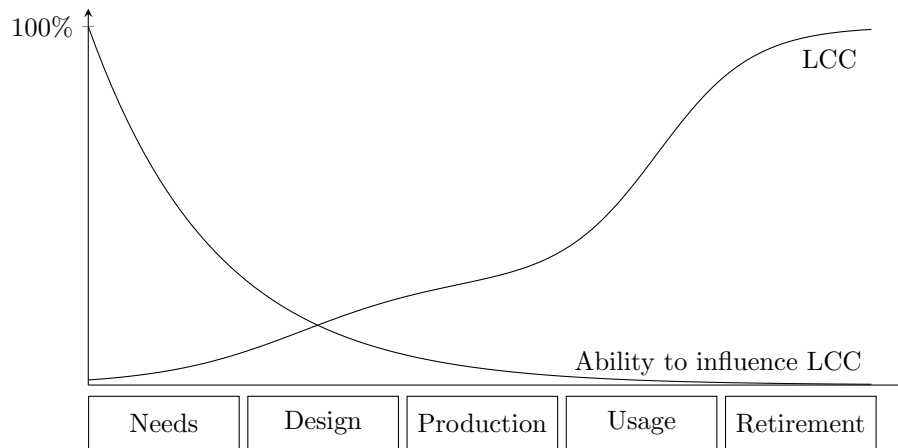 100%
LCC
Ability to influence LCC
Needs Design Production Usage Retirement